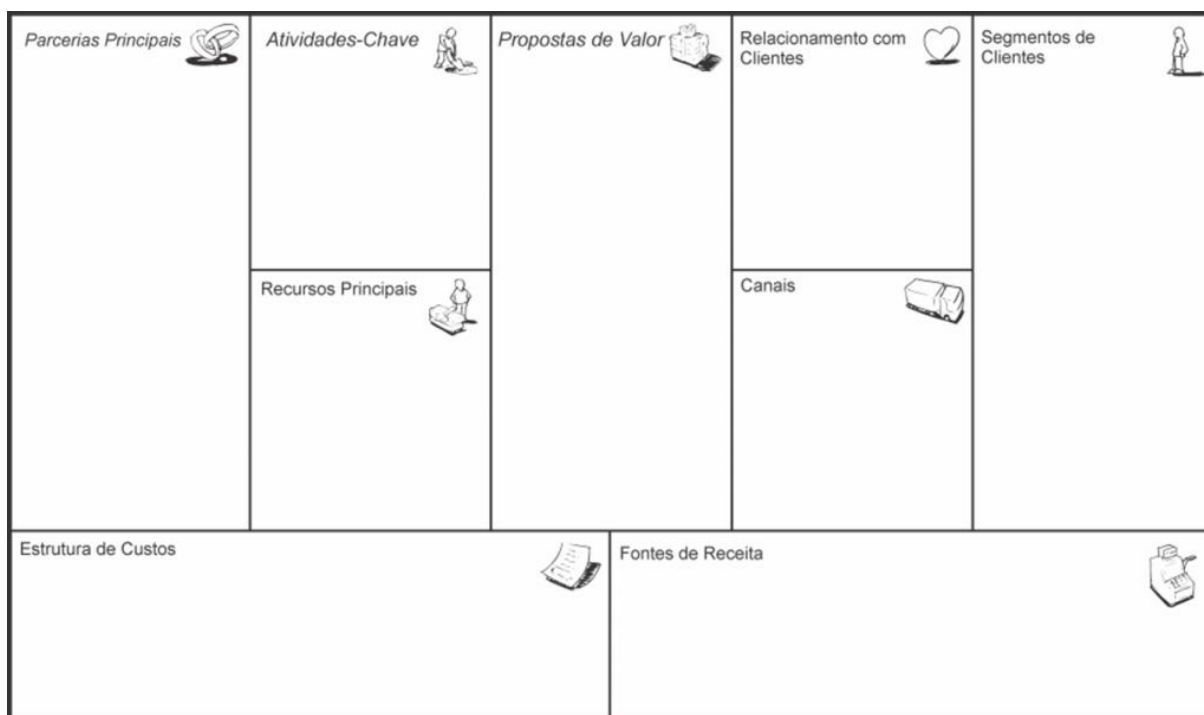 Parcerias Principais
Atividades-Chave
Propostas de Valor
Relacionamento com
Clientes
Segmentos de
Clientes
Recursos Principais
Canais
Estrutura de Custos
Fontes de Receita